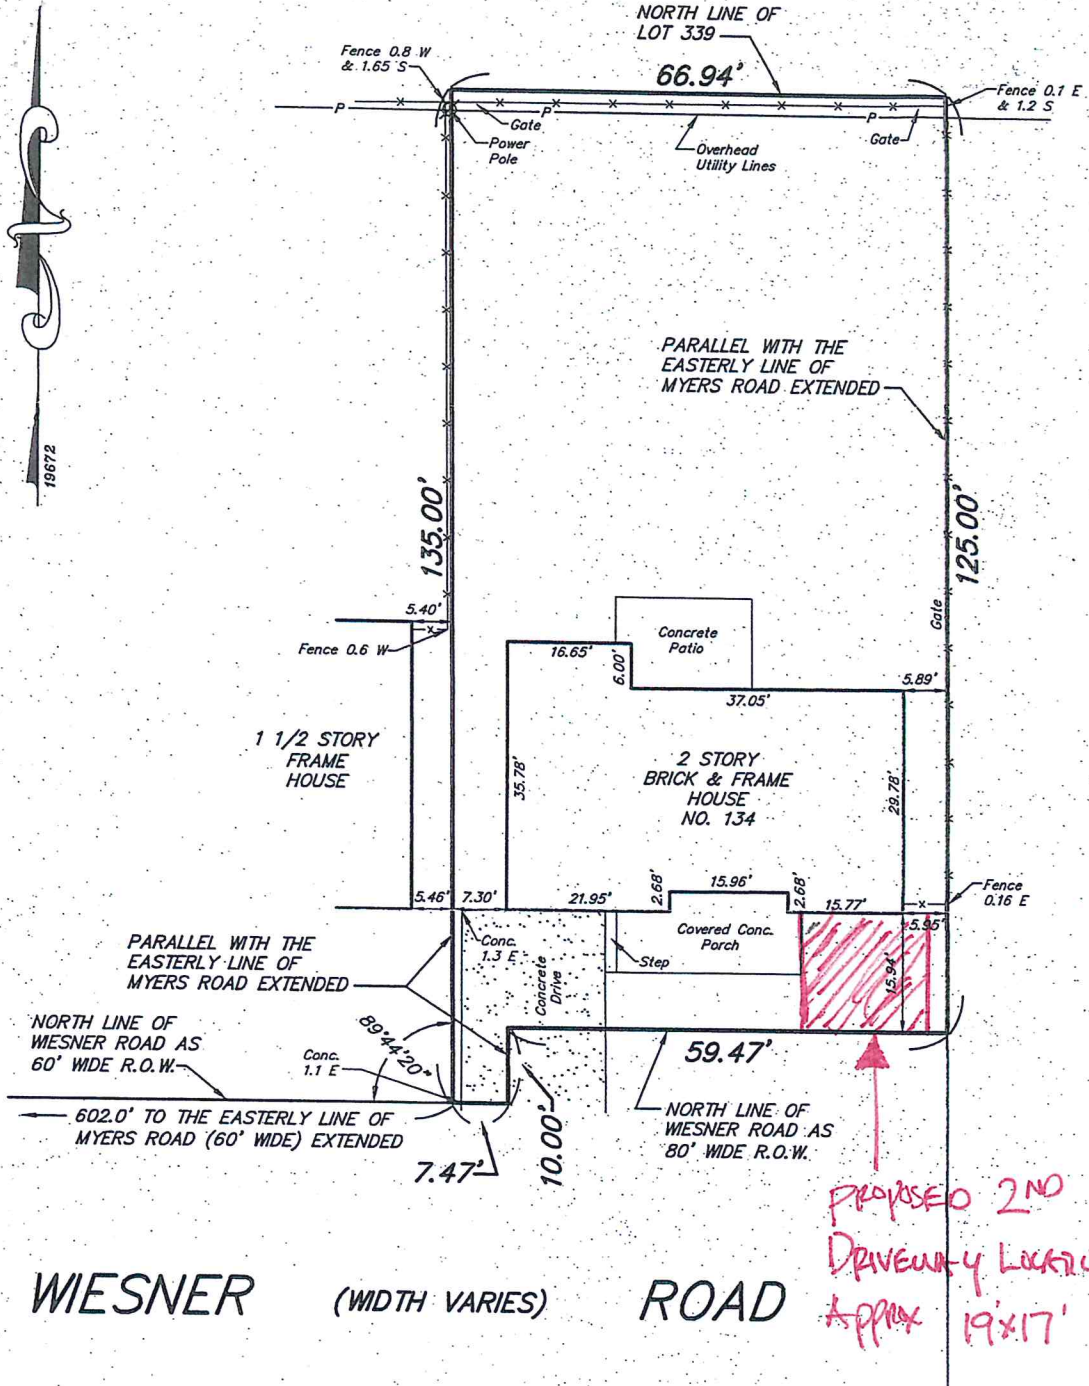 NORTH LINE OF
LOT 339
66.94'
Fence 0.8 W
& 1.65 S
Fence 0.1 E
& 1.2 S
P
P
P
Gate
Power
Pole
Overhead
Utility Lines
Gate
19672
PARALLEL WITH THE
EASTERLY LINE OF
MYERS ROAD EXTENDED
135.00'
125.00'
5.40'
Fence 0.6 W
Gate
Concrete
Patio
16.65'
6.00'
37.05'
5.89'
1 1/2 STORY
FRAME
HOUSE
35.78'
2 STORY
BRICK & FRAME
HOUSE
NO. 134
29.78'
5.46'
7.30'
21.95'
2.68'
15.96'
2.68'
15.77'
Fence
0.16 E
5.95'
PARALLEL WITH THE
EASTERLY LINE OF
MYERS ROAD EXTENDED
Conc.
1.3 E
Concrete
Drive
Step
Covered Conc.
Porch
15.94'
NORTH LINE OF
WIESNER ROAD AS
60' WIDE R.O.W.
Conc.
1.1 E
89°44'20"
59.47'
602.0' TO THE EASTERLY LINE OF
MYERS ROAD (60' WIDE) EXTENDED
7.47'
10.00'
NORTH LINE OF
WIESNER ROAD AS
80' WIDE R.O.W.
PROPOSED 2ND
DRIVEWAY
APPRX 19'x17'
WIESNER (WIDTH VARIES) ROAD